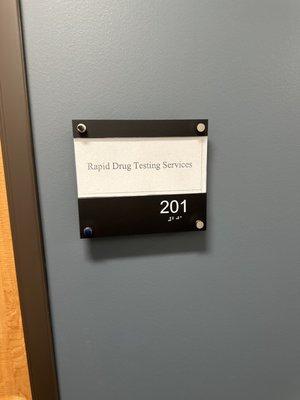 Rapid Drug Testing Services
201
⠼⠃⠚⠁